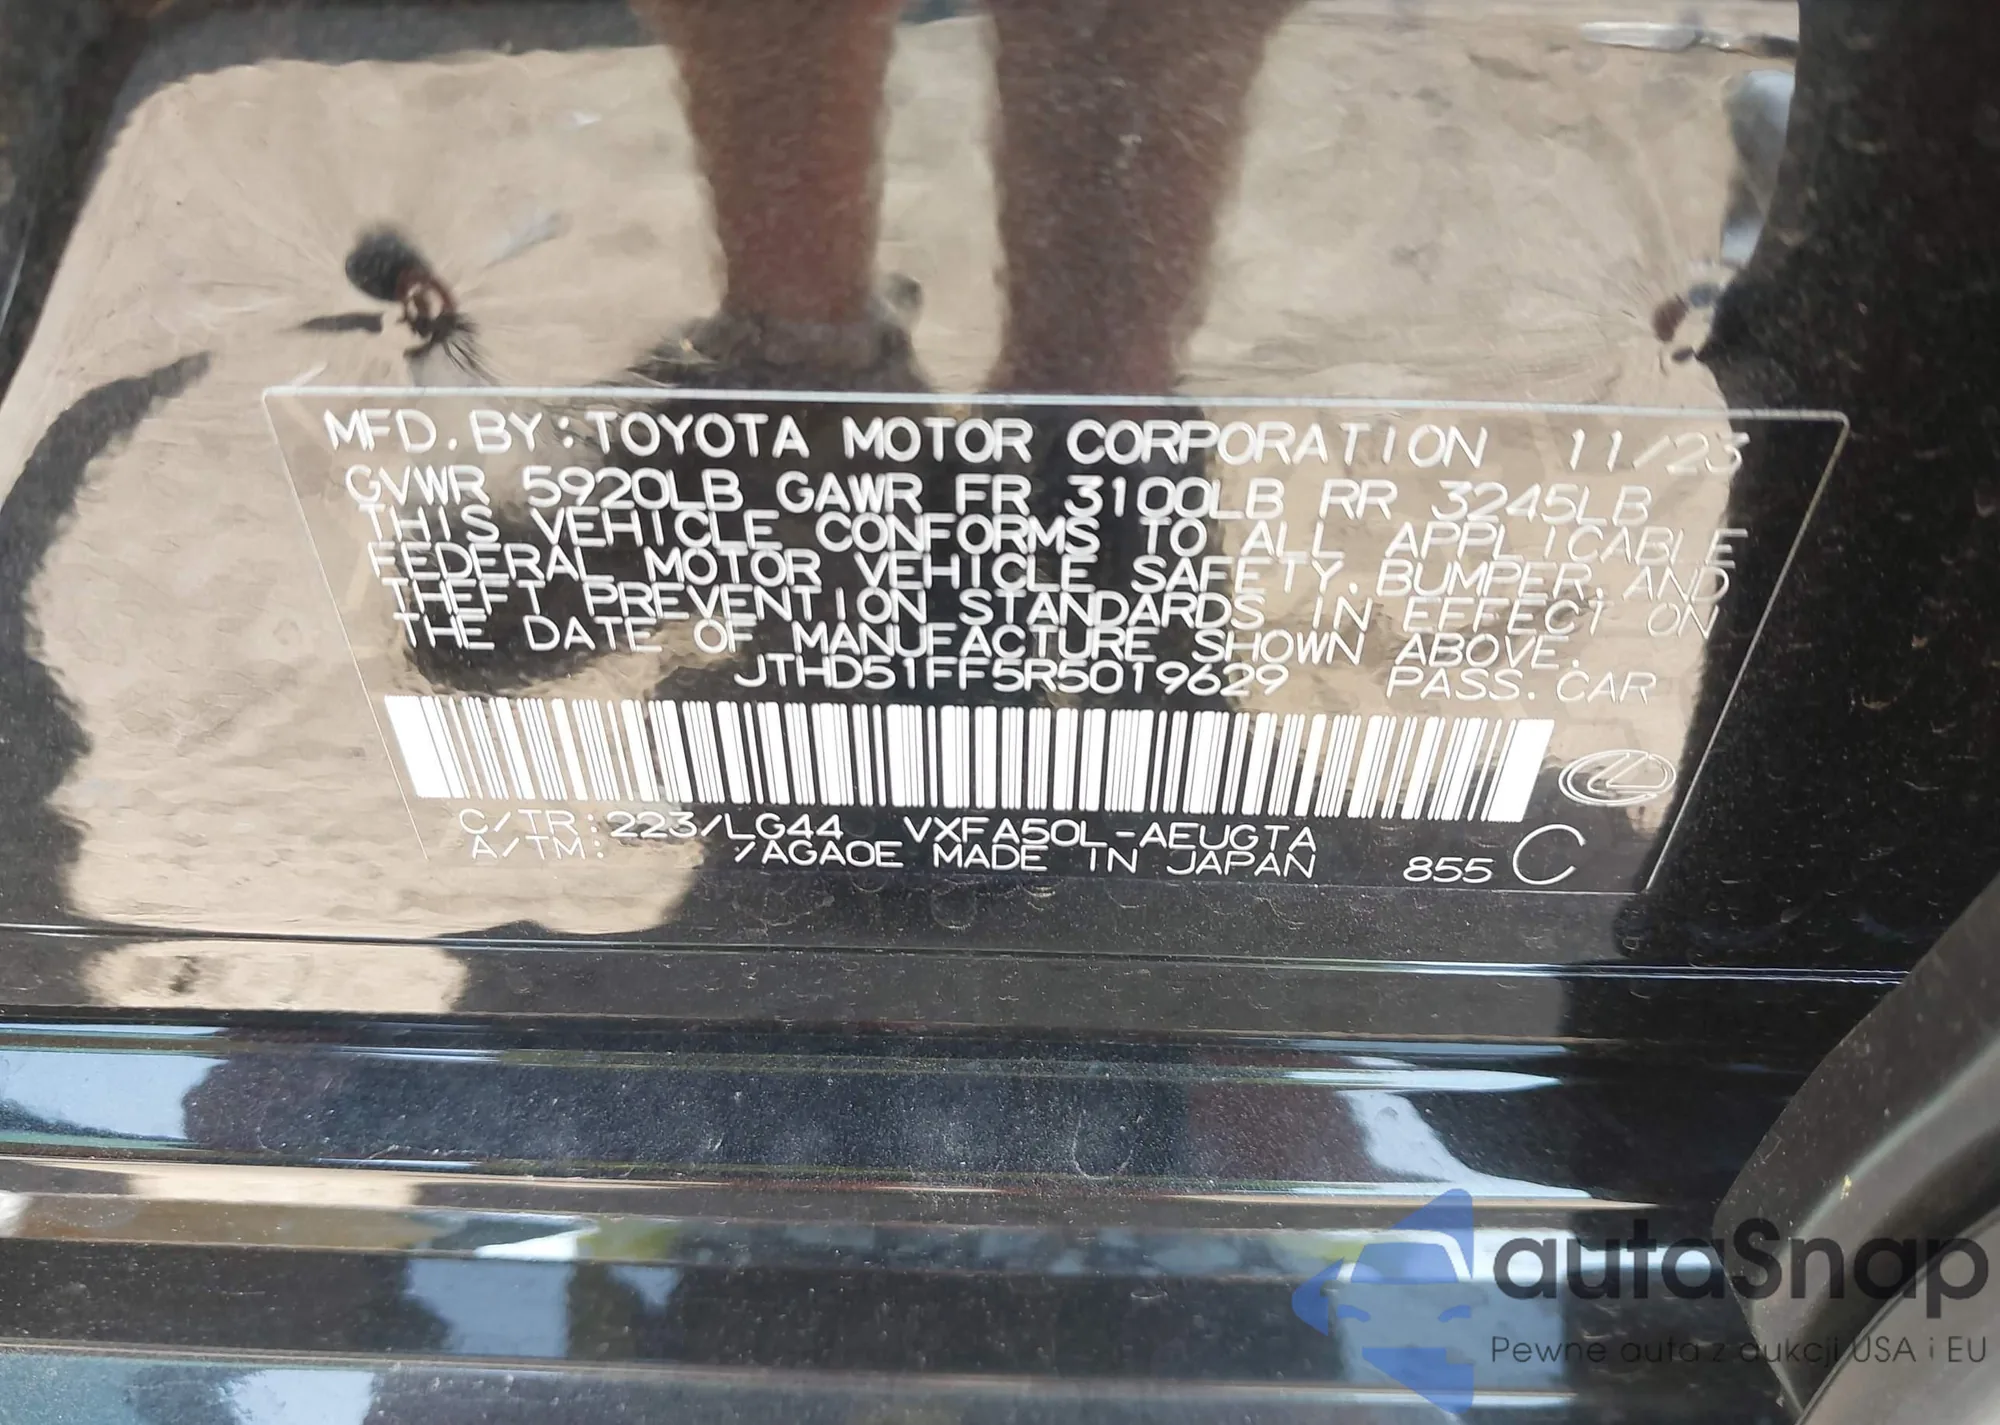 MFD. BY: TOYOTA MOTOR CORPORATION 11/23
GVWR 5920LB GAWR FR 3100LB RR 3245LB
THIS VEHICLE CONFORMS TO ALL APPLICABLE
FEDERAL MOTOR VEHICLE SAFETY, BUMPER, AND
THEFT PREVENTION STANDARDS IN EFFECT ON
THE DATE OF MANUFACTURE SHOWN ABOVE.
JTHD51FF5R5019629 PASS. CAR
C/TR: 223/LG44 VXFA50L-AEUGTA
A/TM: /AGA0E MADE IN JAPAN 855 C
autaSnap
Pewne auta z aukcji USA i EU